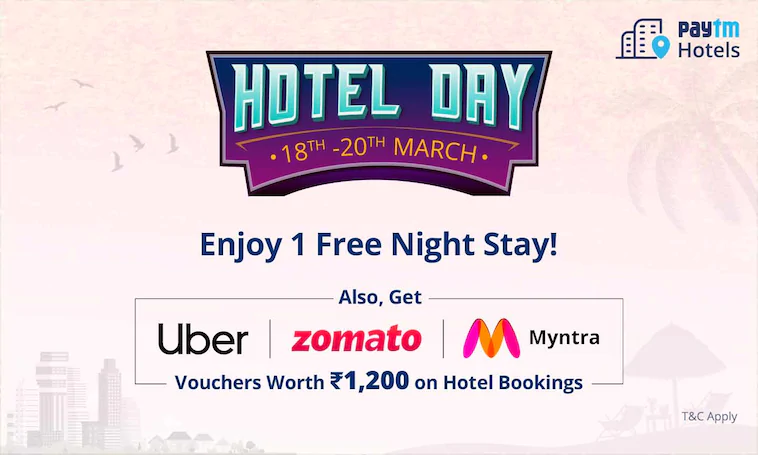 paytm
Hotels
HOTEL DAY
• 18TH -20TH MARCH •
Enjoy 1 Free Night Stay!
Also, Get
Uber
zomato
Myntra
Vouchers Worth ₹1,200 on Hotel Bookings
T&C Apply